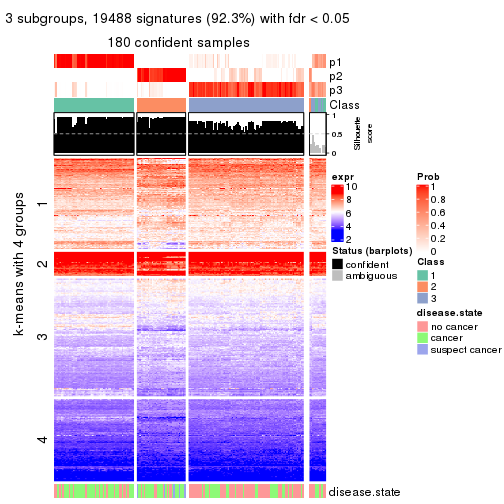 3 subgroups, 19488 signatures (92.3%) with fdr < 0.05
180 confident samples
p1
p2
p3
Class
1
0.5
0
Silhouette
score
k-means with 4 groups
1
2
3
4
disease.state
expr
10
8
6
4
2
Status (barplots)
confident
ambiguous
Prob
1
0.8
0.6
0.4
0.2
0
Class
1
2
3
disease.state
no cancer
cancer
suspect cancer